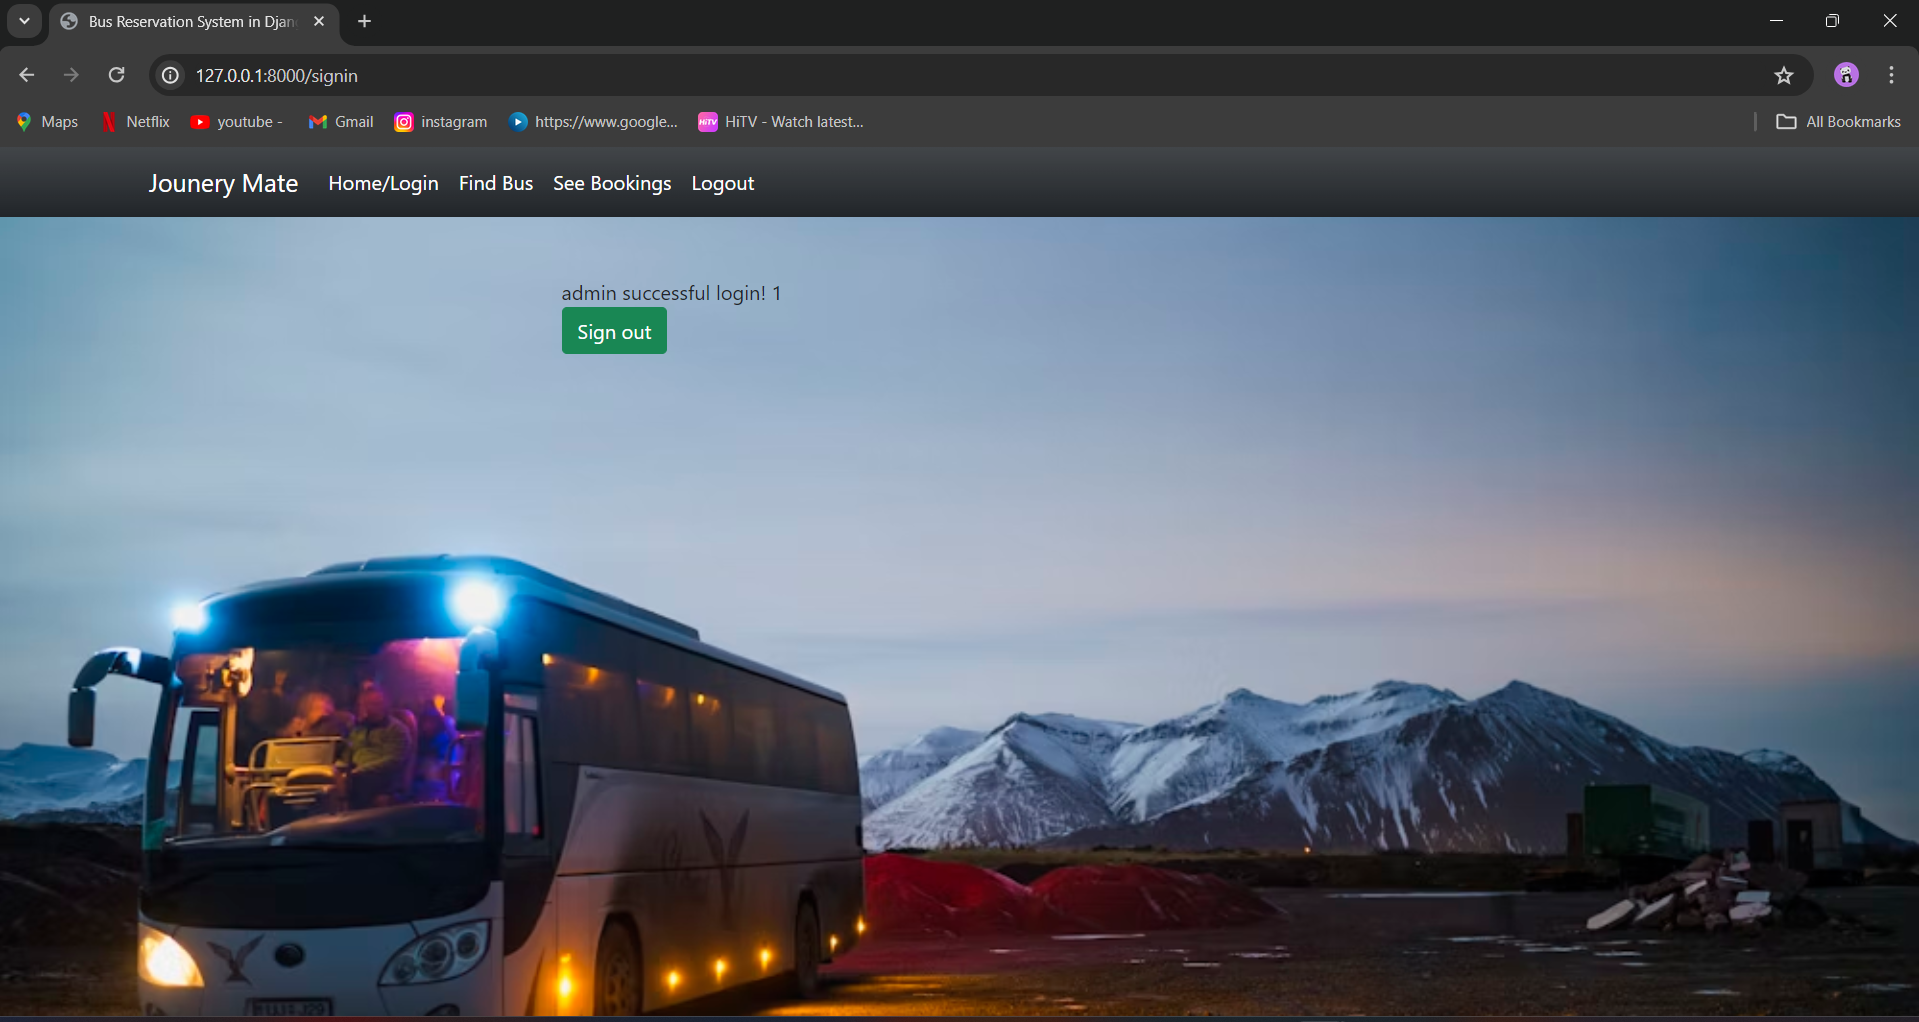 Bus Reservation System in Djan
127.0.0.1:8000/signin
Maps Netflix youtube - Gmail instagram https://www.google... HiTV - Watch latest... All Bookmarks
Jounery Mate Home/Login Find Bus See Bookings Logout
admin successful login! 1
Sign out